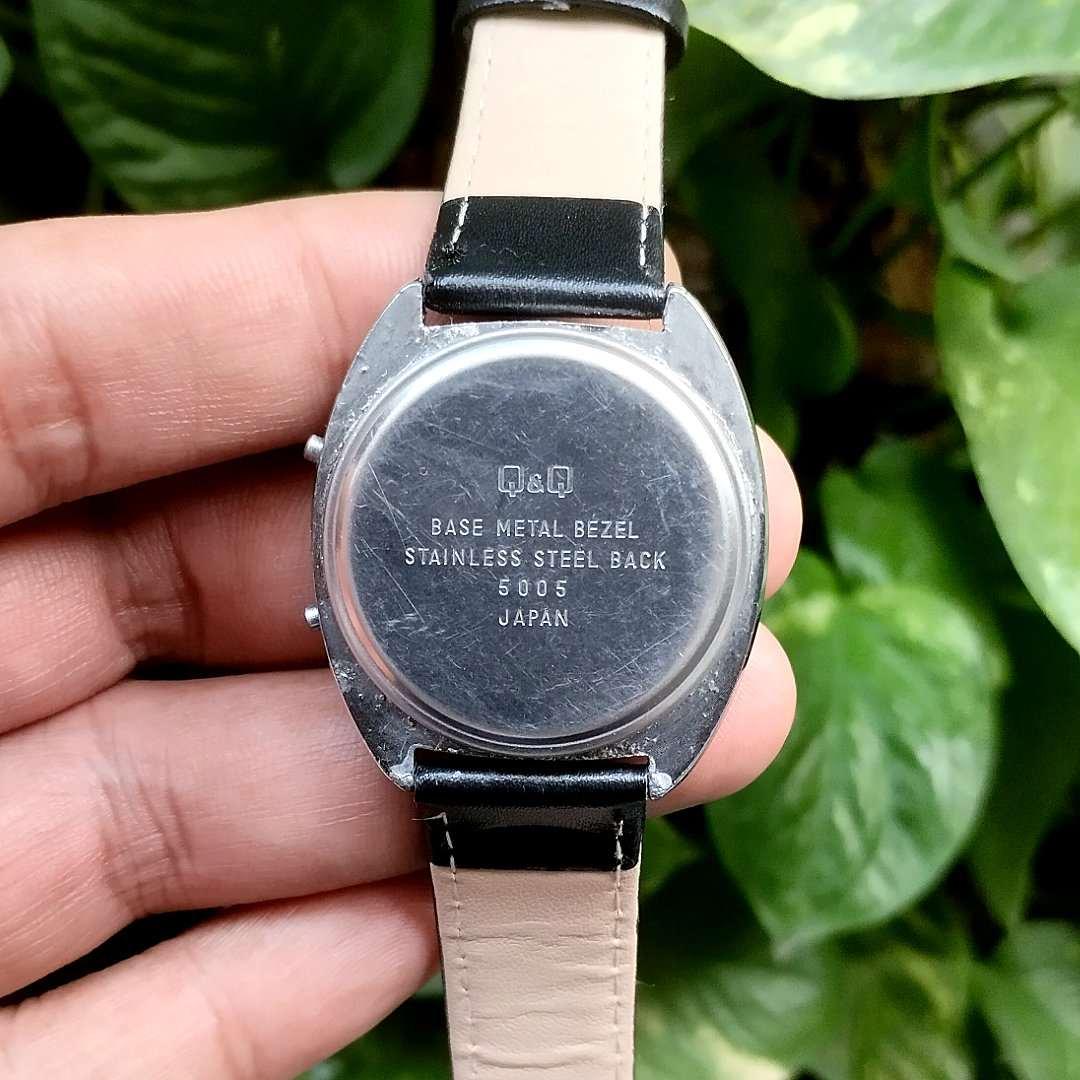 Q&Q
BASE METAL BEZEL
STAINLESS STEEL BACK
5005
JAPAN